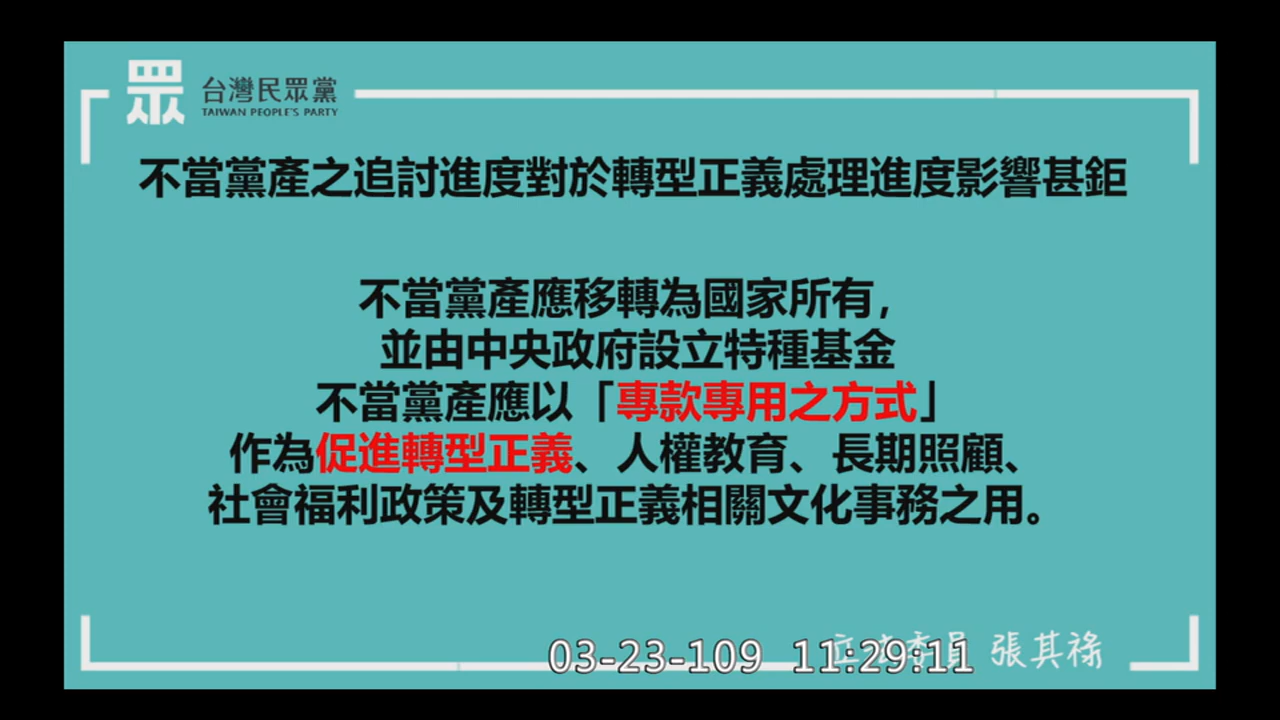 眾 台灣民眾黨
TAIWAN PEOPLE'S PARTY
不當黨產之追討進度對於轉型正義處理進度影響甚鉅
不當黨產應移轉為國家所有，
並由中央政府設立特種基金
不當黨產應以「專款專用之方式」
作為促進轉型正義、人權教育、長期照顧、
社會福利政策及轉型正義相關文化事務之用。
03-23-109 11:29:11
張其祿